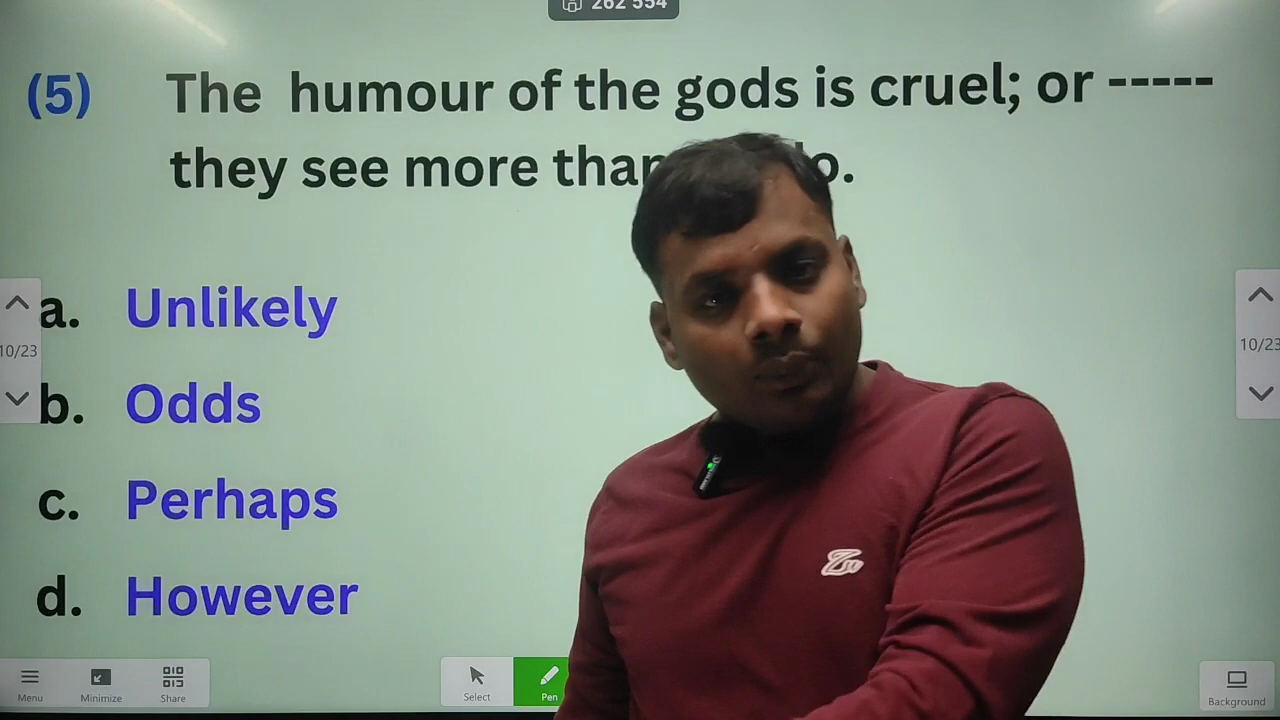 262 554
(5) The humour of the gods is cruel; or -----
they see more than
a. Unlikely
b. Odds
c. Perhaps
d. However
10/23
10/23
Menu
Minimize
Share
Select
Pen
Background